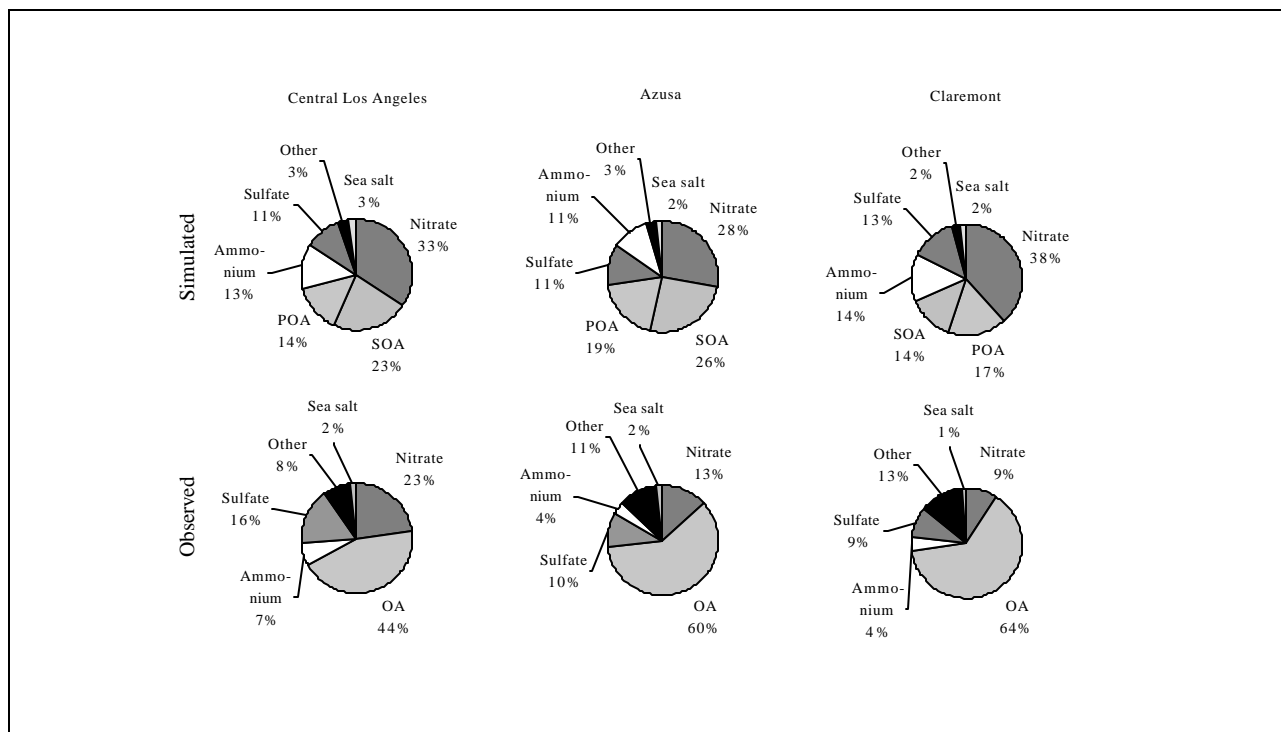 Central Los Angeles
Azusa
Claremont
Simulated
Other
3%
Sea salt
3%
Sulfate
11%
Nitrate
33%
Ammo-
nium
13%
POA
14%
SOA
23%
Other
3%
Sea salt
2%
Ammo-
nium
11%
Nitrate
28%
Sulfate
11%
POA
19%
SOA
26%
Other
2%
Sea salt
2%
Sulfate
13%
Nitrate
38%
Ammo-
nium
14%
SOA
14%
POA
17%
Observed
Sea salt
2%
Other
8%
Nitrate
23%
Sulfate
16%
Ammo-
nium
7%
OA
44%
Sea salt
2%
Other
11%
Nitrate
13%
Ammo-
nium
4%
Sulfate
10%
OA
60%
Sea salt
1%
Other
13%
Nitrate
9%
Sulfate
9%
Ammo-
nium
4%
OA
64%